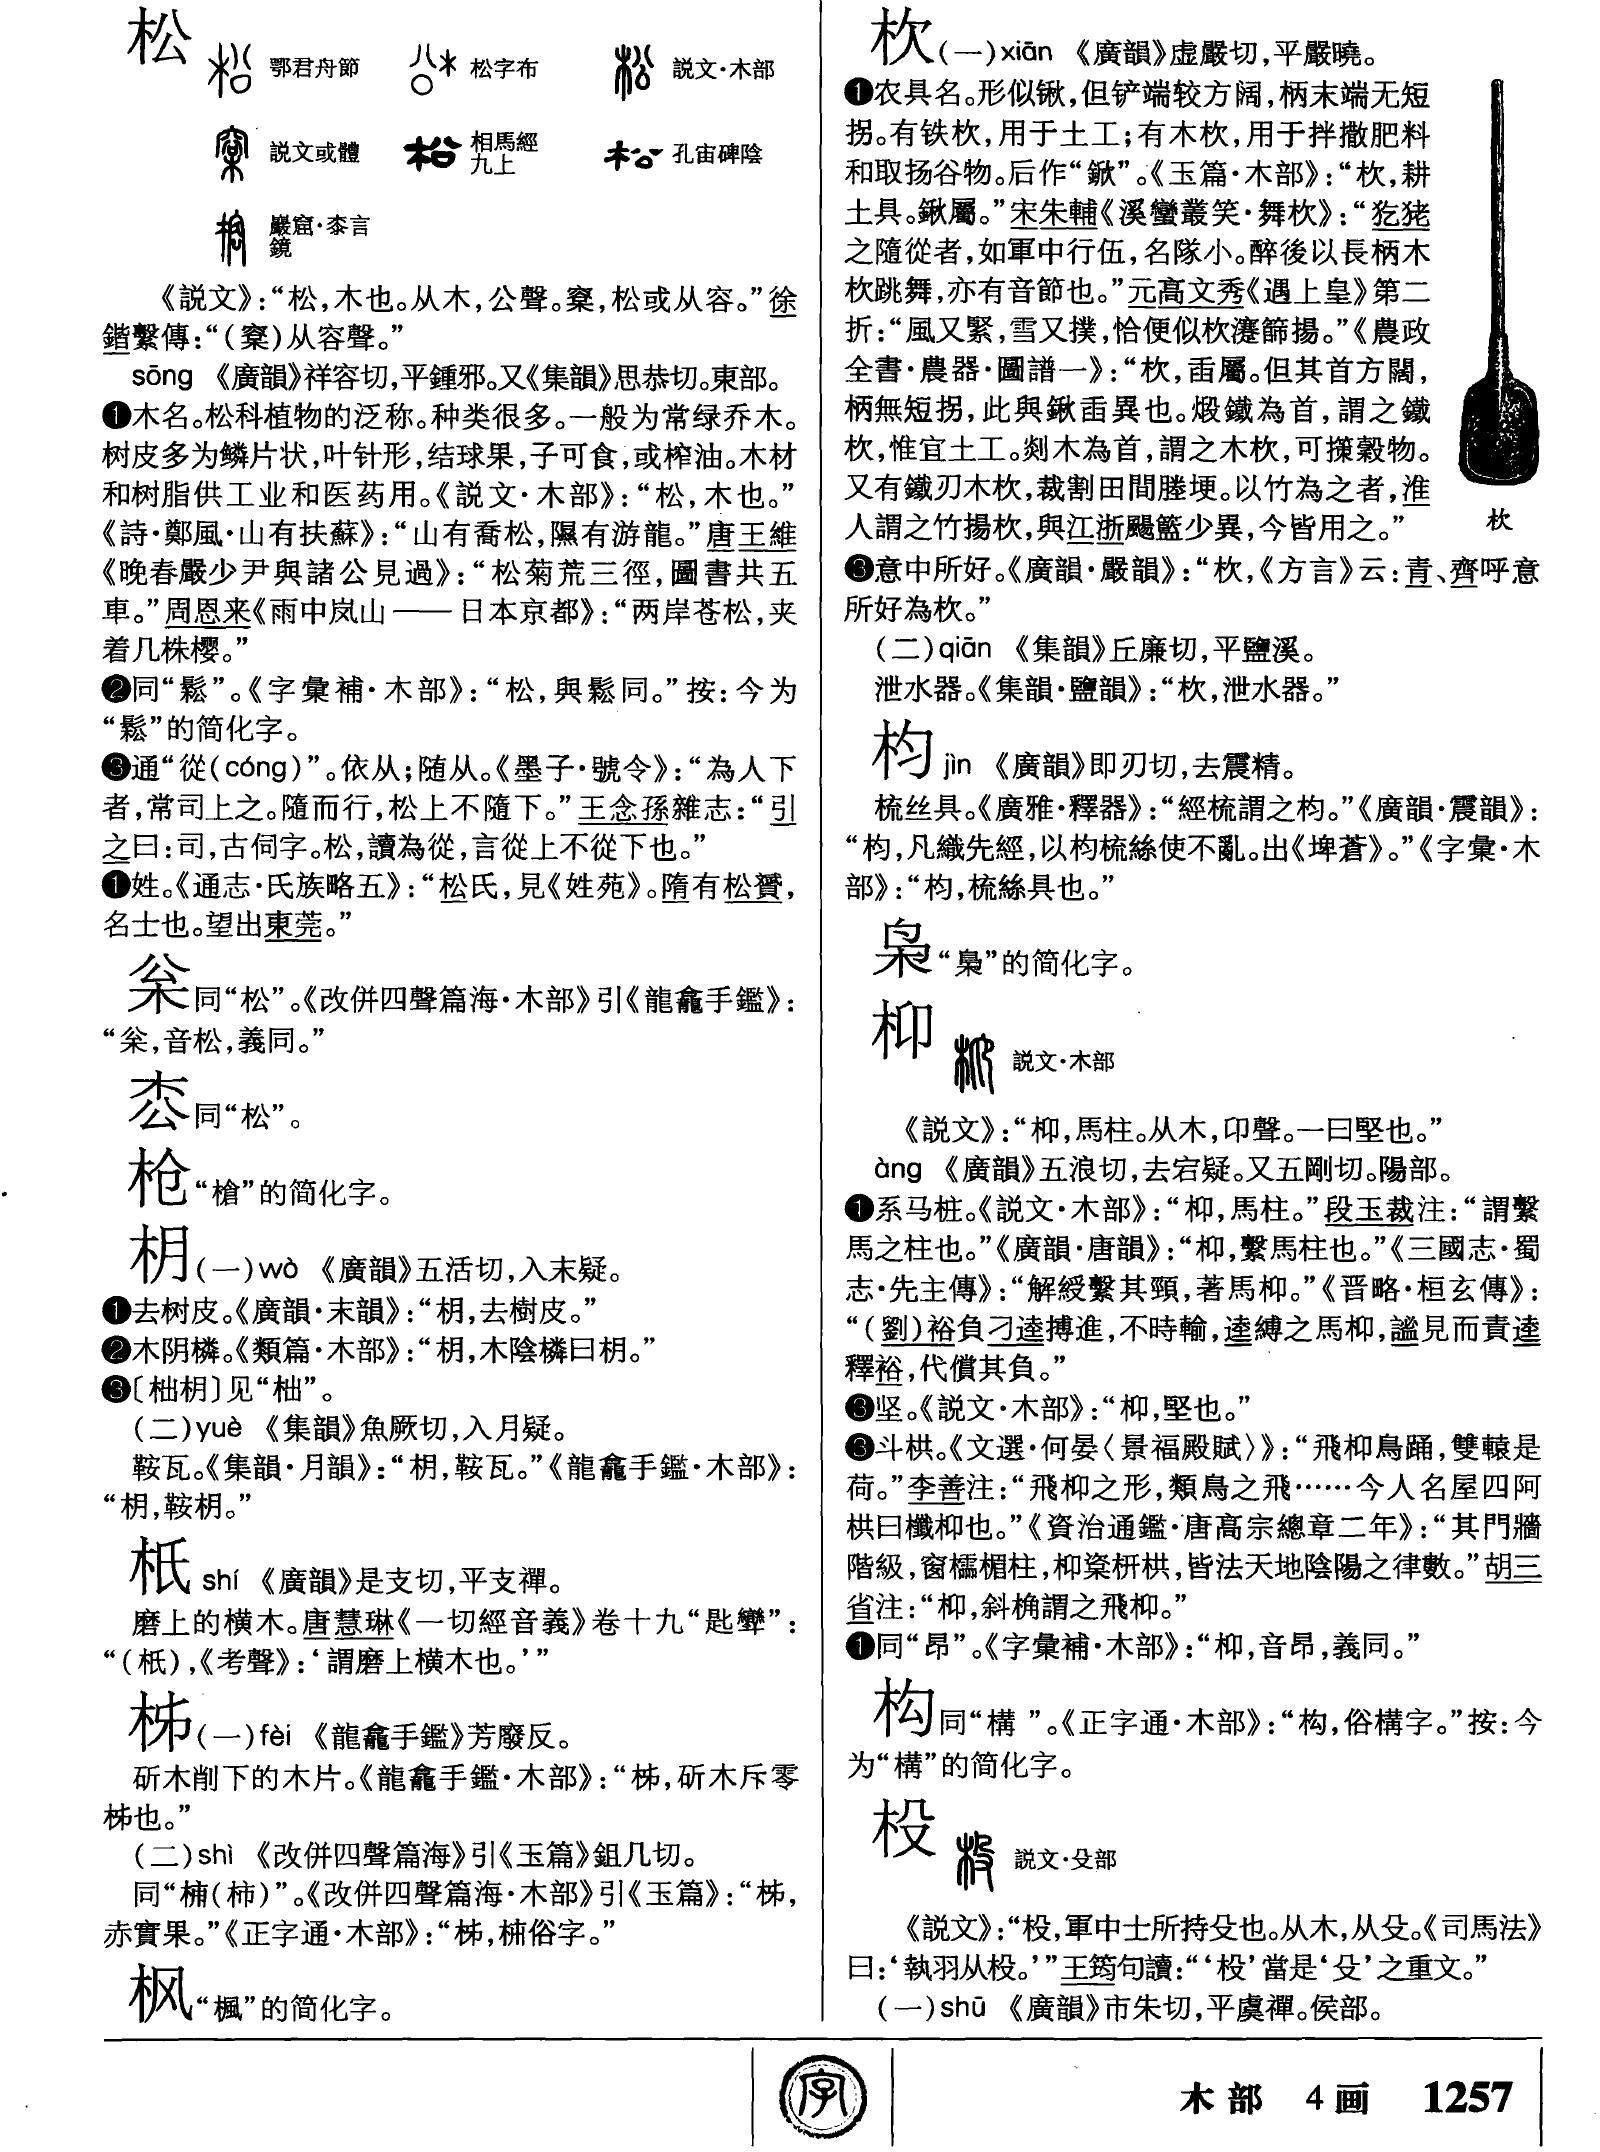 松
鄂君舟節 松字布 説文·木部
説文或體 相馬經九上 孔宙碑陰
巖窟·桼言鏡
《説文》：“松，木也。从木，公聲。㮤，松或从容。”徐
鍇繫傳：“(㮤)从容聲。”
sōng 《廣韻》祥容切，平鍾邪。又《集韻》思恭切。東部。
❶木名。松科植物的泛称。种类很多。一般为常绿乔木。
树皮多为鳞片状，叶针形，结球果，子可食，或榨油。木材
和树脂供工业和医药用。《説文·木部》：“松，木也。”
《詩·鄭風·山有扶蘇》：“山有喬松，隰有游龍。”唐王維
《晚春嚴少尹與諸公見過》：“松菊荒三徑，圖書共五
車。”周恩来《雨中岚山——日本京都》：“两岸苍松，夹
着几株樱。”
❷同“鬆”。《字彙補·木部》：“松，與鬆同。”按：今为
“鬆”的简化字。
❸通“從(cóng)”。依从；随从。《墨子·號令》：“為人下
者，常司上之。隨而行，松上不隨下。”王念孫雜志：“引
之曰：司，古伺字。松，讀為從，言從上不從下也。”
❶姓。《通志·氏族略五》：“松氏，見《姓苑》。隋有松贇，
名士也。望出東莞。”
枀同“松”。《改併四聲篇海·木部》引《龍龕手鑑》：
“枀，音松，義同。”
枩同“松”。
枪“槍”的简化字。
枂(一)wò 《廣韻》五活切，入末疑。
❶去树皮。《廣韻·末韻》：“枂，去樹皮。”
❷木阴橉。《類篇·木部》：“枂，木陰橉曰枂。”
❸〔柮枂〕见“柮”。
(二)yuè 《集韻》魚厥切，入月疑。
鞍瓦。《集韻·月韻》：“枂，鞍瓦。”《龍龕手鑑·木部》：
“枂，鞍枂。”
枛 shí 《廣韻》是支切，平支禪。
磨上的横木。唐慧琳《一切經音義》卷十九“匙”：
“(秖)，《考聲》：‘謂磨上横木也。’”
柹(一)fèi 《龍龕手鑑》芳廢反。
斫木削下的木片。《龍龕手鑑·木部》：“柹，斫木斥零
柹也。”
(二)shì 《改併四聲篇海》引《玉篇》鉏几切。
同“(柿)”。《改併四聲篇海·木部》引《玉篇》：“柹，
赤實果。”《正字通·木部》：“柹，俗字。”
枫“楓”的简化字。
杴(一)xiān 《廣韻》虚嚴切，平嚴曉。
❶农具名。形似锹，但铲端较方阔，柄末端无短
拐。有铁杴，用于土工；有木杴，用于拌撒肥料
和取扬谷物。后作“鍁”。《玉篇·木部》：“杴，耕
土具。鍬屬。”宋朱輔《溪蠻叢笑·舞杴》：“犵狫
之隨從者，如軍中行伍，名隊小。醉後以長柄木
杴跳舞，亦有音節也。”元高文秀《遇上皇》第二
折：“風又緊，雪又撲，恰便似杴瀽篩揚。”《農政
全書·農器·圖譜一》：“杴，臿屬。但其首方闊，
柄無短拐，此與鍬臿異也。煅鐵為首，謂之鐵
杴，惟宜土工。剡木為首，謂之木杴，可㨷穀物。
又有鐵刃木杴，裁割田間塍埂。以竹為之者，淮
人謂之竹揚杴，與江浙颺籃少異，今皆用之。”
杴
❸意中所好。《廣韻·嚴韻》：“杴，《方言》云：青、齊呼意
所好為杴。”
(二)qiān 《集韻》丘廉切，平鹽溪。
泄水器。《集韻·鹽韻》：“杴，泄水器。”
枃 jìn 《廣韻》即刃切，去震精。
梳丝具。《廣雅·釋器》：“經梳謂之枃。”《廣韻·震韻》：
“枃，凡織先經，以枃梳絲使不亂。出《埤蒼》。”《字彙·木
部》：“枃，梳絲具也。”
枭“梟”的简化字。
枊 説文·木部
《説文》：“枊，馬柱。从木，卬聲。一曰堅也。”
àng 《廣韻》五浪切，去宕疑。又五剛切。陽部。
❶系马桩。《説文·木部》：“枊，馬柱。”段玉裁注：“謂繫
馬之柱也。”《廣韻·唐韻》：“枊，繫馬柱也。”《三國志·蜀
志·先主傳》：“解綬繫其頸，著馬枊。”《晋略·桓玄傳》：
“(劉)裕負刁逵摶進，不時輸，逵縛之馬枊，謐見而責逵
釋裕，代償其負。”
❸坚。《説文·木部》：“枊，堅也。”
❸斗栱。《文選·何晏〈景福殿賦〉》：“飛枊鳥踊，雙轅是
荷。”李善注：“飛枊之形，類鳥之飛……今人名屋四阿
栱曰櫼枊也。”《資治通鑑·唐高宗總章二年》：“其門牆
階級，窗櫺楣柱，枊楶枅栱，皆法天地陰陽之律數。”胡三
省注：“枊，斜桷謂之飛枊。”
❶同“昂”。《字彙補·木部》：“枊，音昂，義同。”
构同“構 ”。《正字通·木部》：“构，俗構字。”按：今
为“構”的简化字。
杸 説文·殳部
《説文》：“杸，軍中士所持殳也。从木，从殳。《司馬法》
曰：‘執羽从杸。’”王筠句讀：“‘杸’當是‘殳’之重文。”
(一)shū 《廣韻》市朱切，平虞禪。侯部。
字
木部 4画 1257